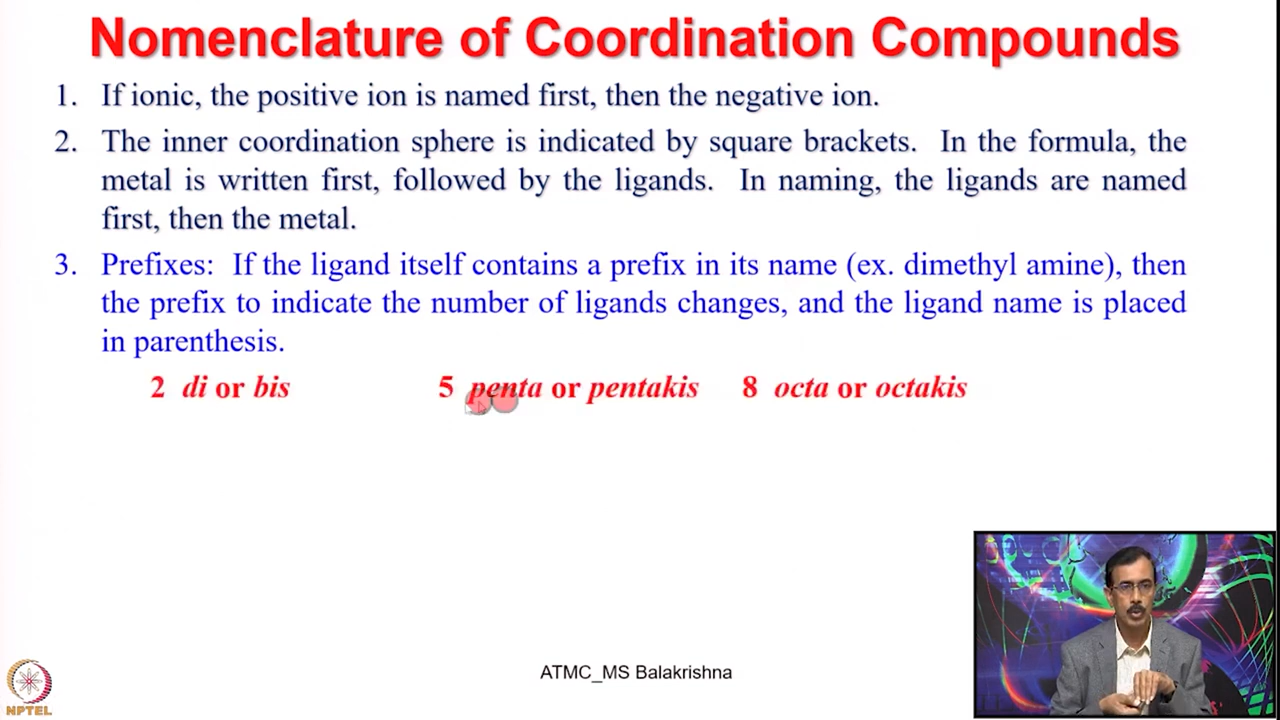 Nomenclature of Coordination Compounds
1. If ionic, the positive ion is named first, then the negative ion.
2. The inner coordination sphere is indicated by square brackets. In the formula, the
metal is written first, followed by the ligands. In naming, the ligands are named
first, then the metal.
3. Prefixes: If the ligand itself contains a prefix in its name (ex. dimethyl amine), then
the prefix to indicate the number of ligands changes, and the ligand name is placed
in parenthesis.
2 di or bis 5 penta or pentakis 8 octa or octakis
ATMC_MS Balakrishna
NPTEL